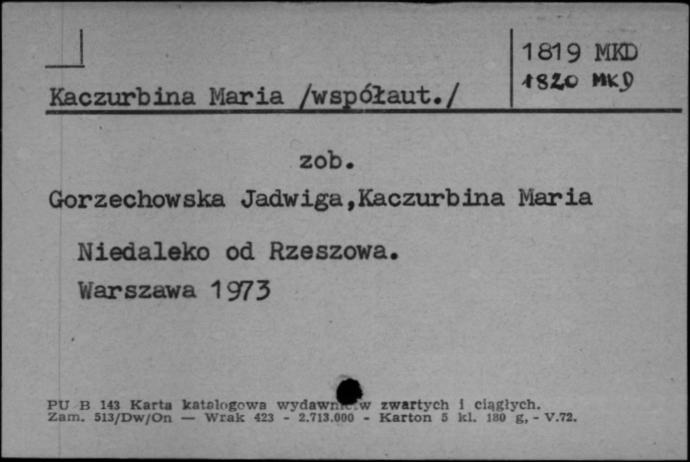 1819 MKD
1820 MKD
Kaczurbina Maria /współaut./
zob.
Gorzechowska Jadwiga,Kaczurbina Maria
Niedaleko od Rzeszowa.
Warszawa 1973
PU B 143 Karta katalogowa wydawnictw zwartych i ciągłych.
Zam. 513/Dw/On — Wrak 423 - 2.713.000 - Karton 5 kl. 180 g, - V.72.